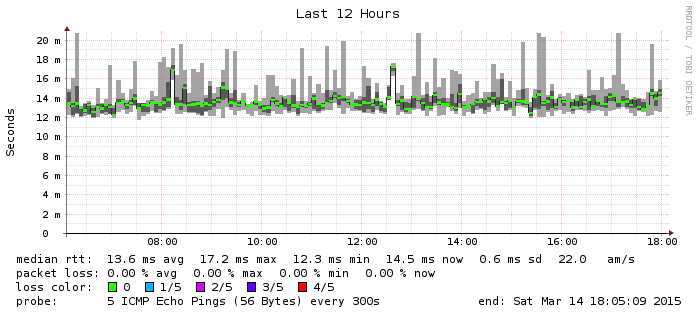 Last 12 Hours
RRDTOOL / TOBI OETIKER
Seconds
20 m
18 m
16 m
14 m
12 m
10 m
8 m
6 m
4 m
2 m
0
08:00 10:00 12:00 14:00 16:00 18:00
median rtt: 13.6 ms avg 17.2 ms max 12.3 ms min 14.5 ms now 0.6 ms sd 22.0 am/s
packet loss: 0.00 % avg 0.00 % max 0.00 % min 0.00 % now
loss color: 0 1/5 2/5 3/5 4/5
probe: 5 ICMP Echo Pings (56 Bytes) every 300s end: Sat Mar 14 18:05:09 2015